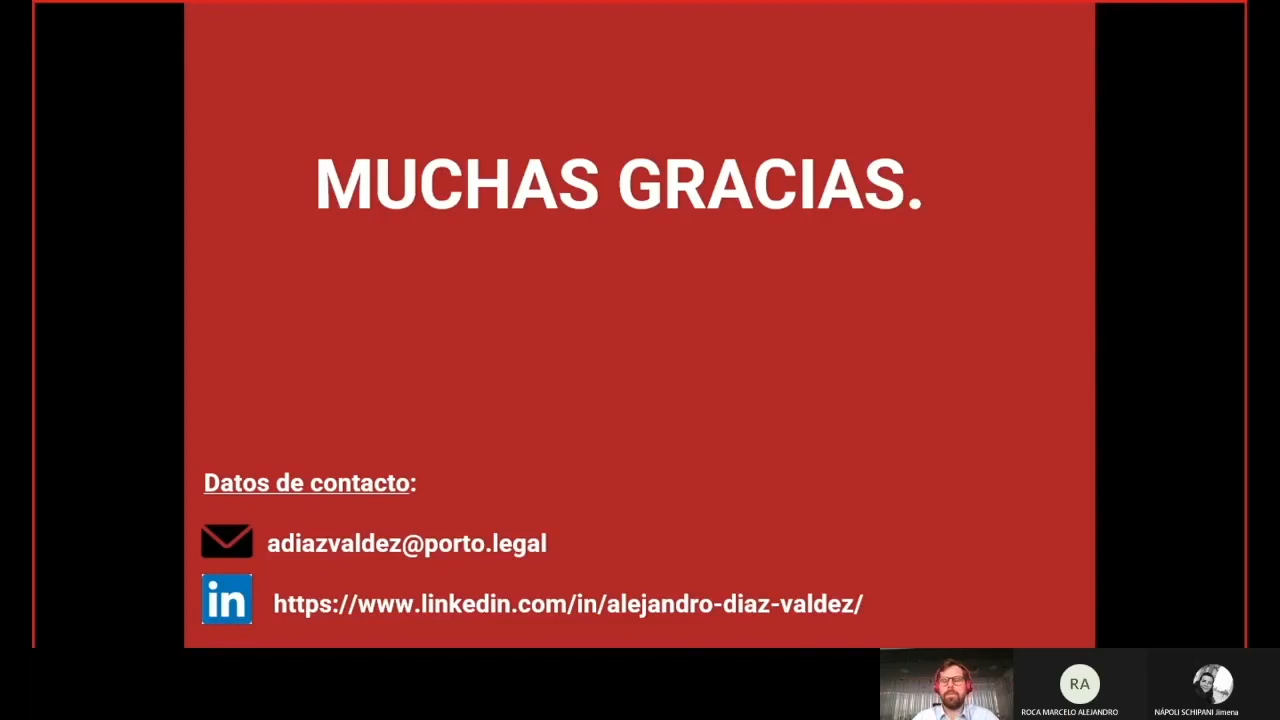 MUCHAS GRACIAS.
Datos de contacto:
adiazvaldez@porto.legal
in
https://www.linkedin.com/in/alejandro-diaz-valdez/
RA
ROCA MARCELO ALEJANDRO
NÁPOLI SCHIPANI Jimena